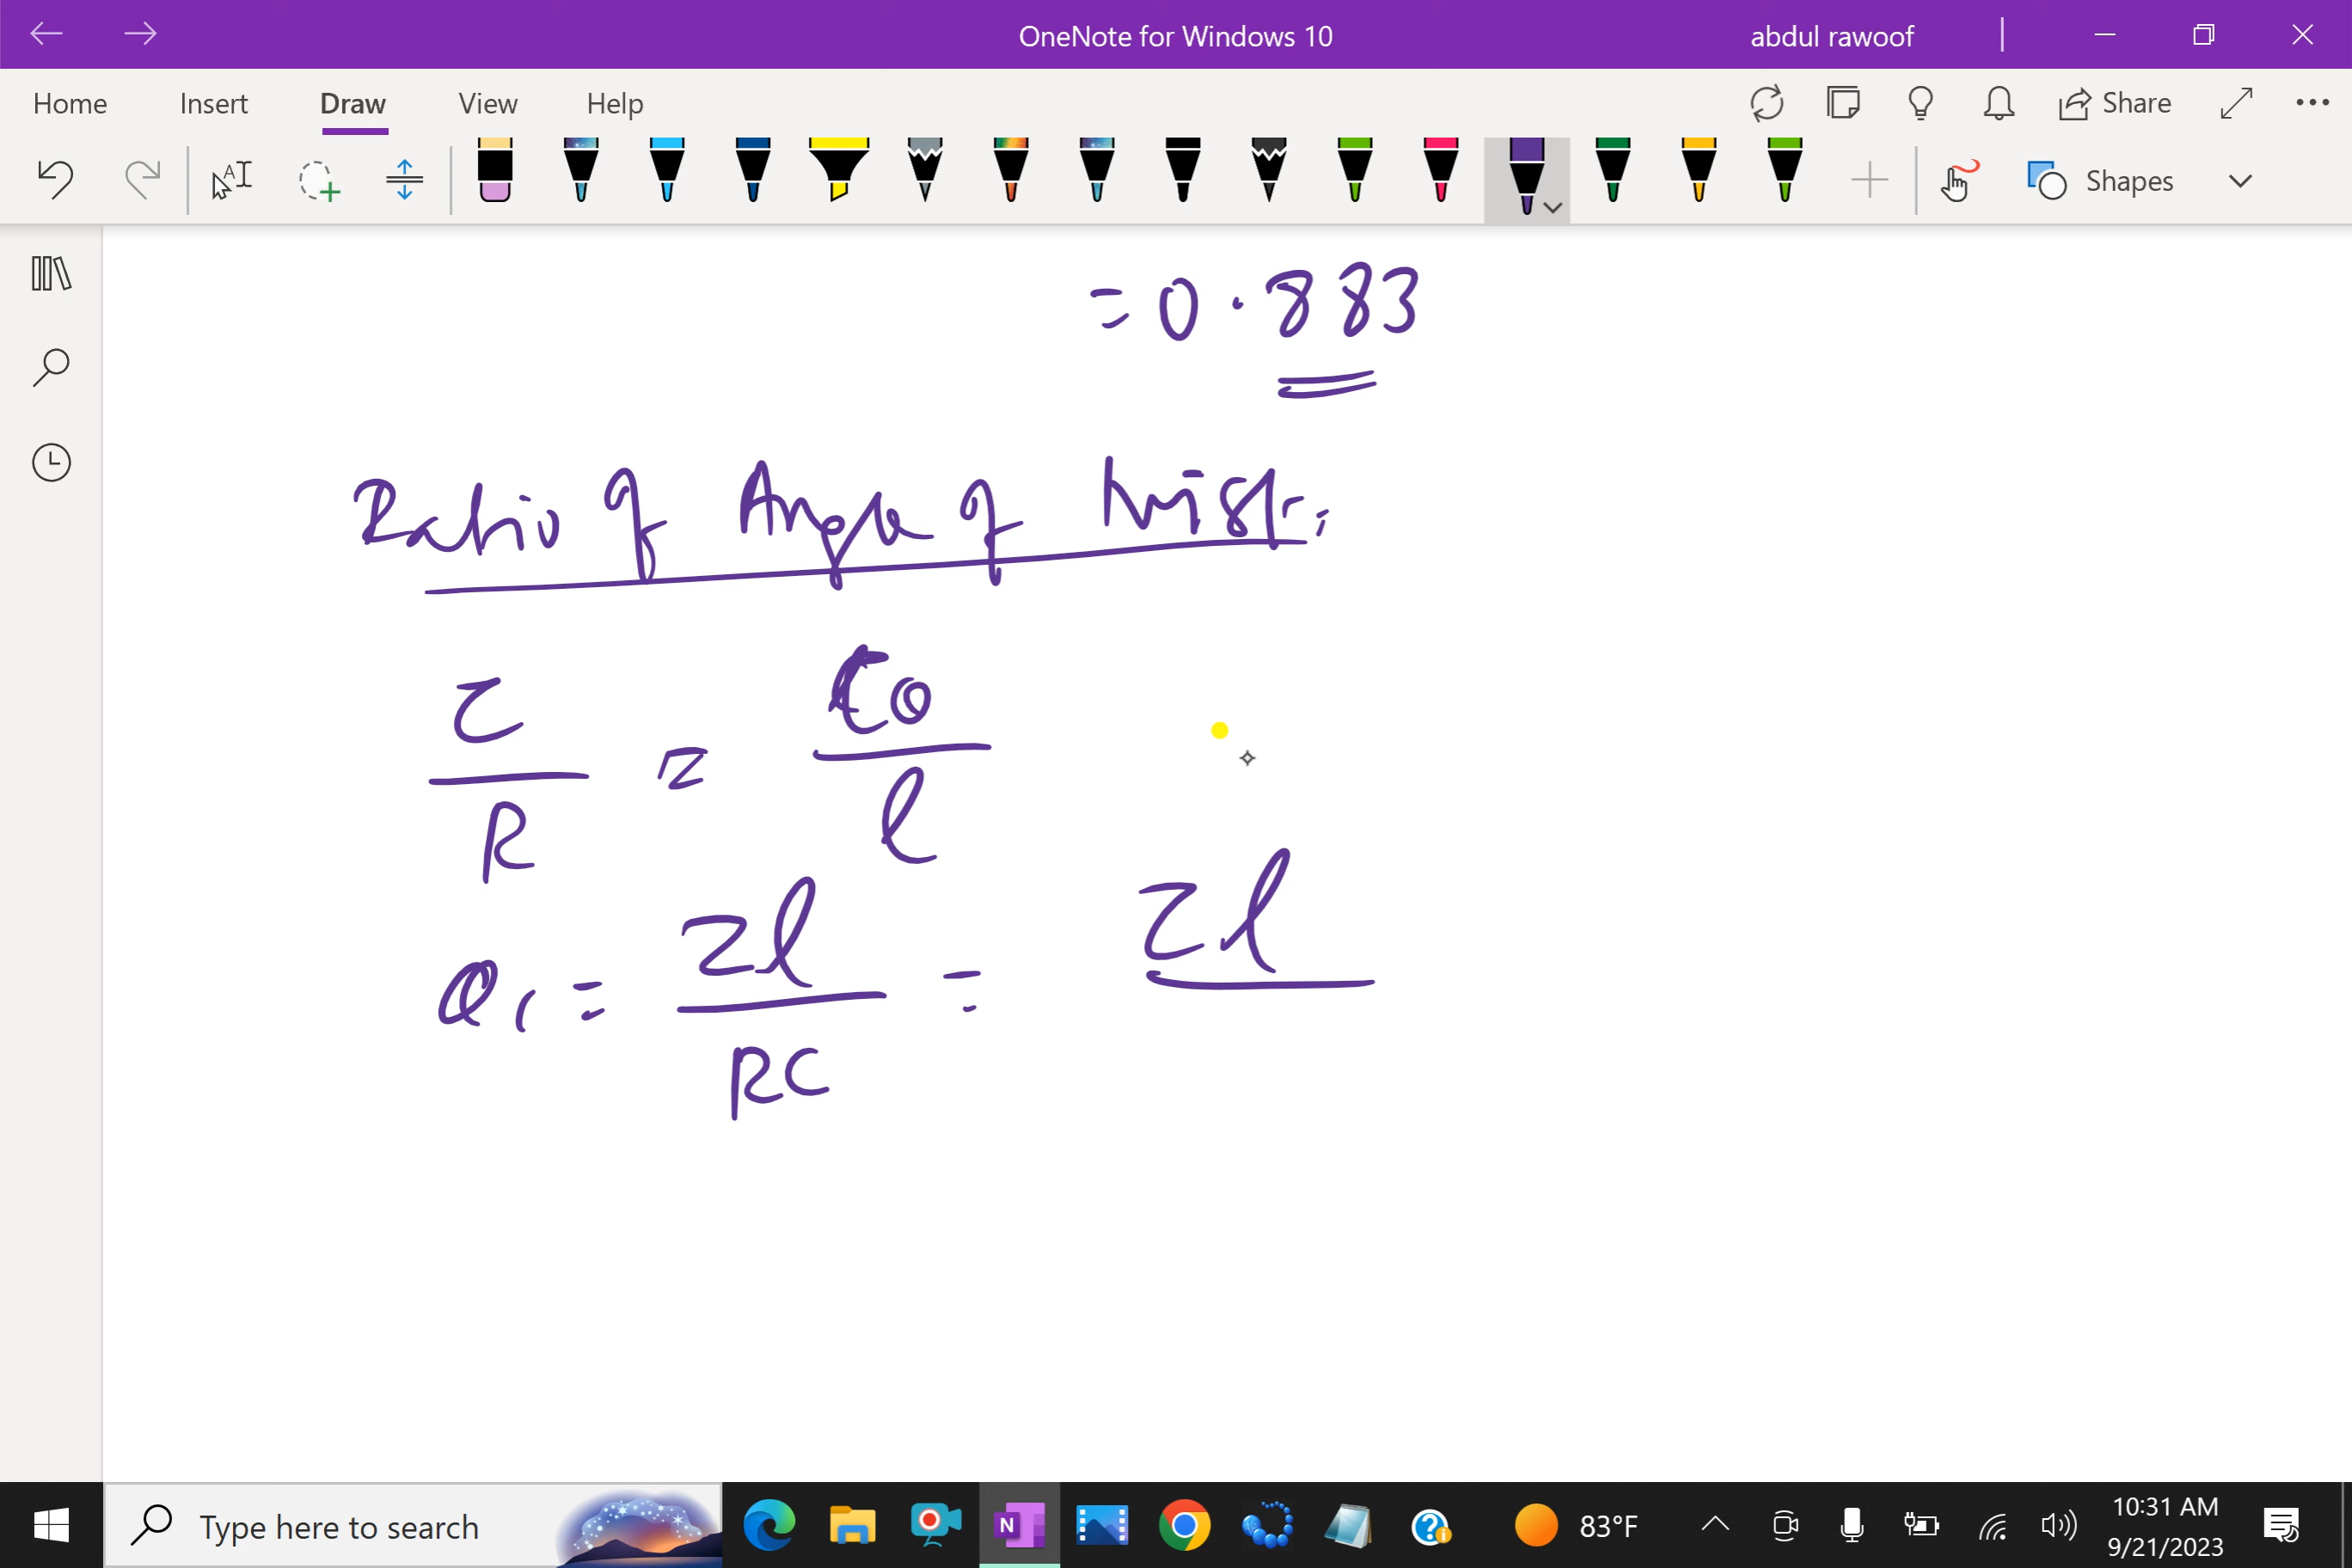 OneNote for Windows 10
abdul rawoof
Home Insert Draw View Help
Share
Shapes
= 0.883
Ratio of Angle of twist:
τ/R = Cθ/l
θ1 = τl/RC = τl
Type here to search
83°F
10:31 AM
9/21/2023